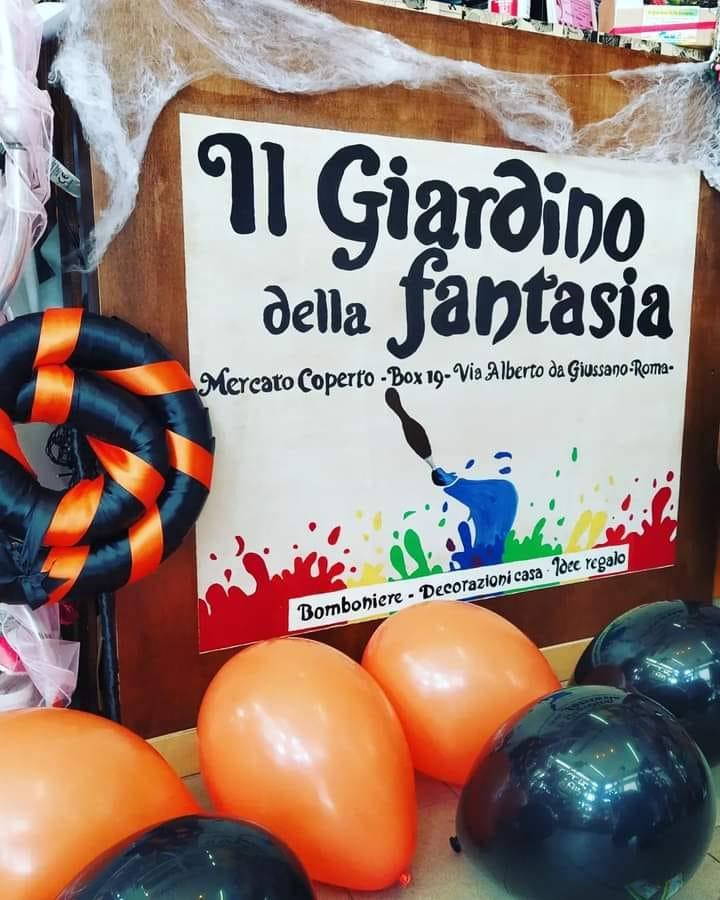 Il Giardino
della fantasia
Mercato Coperto - Box 19 - Via Alberto da Giussano - Roma -
Bomboniere - Decorazioni casa - Idee regalo